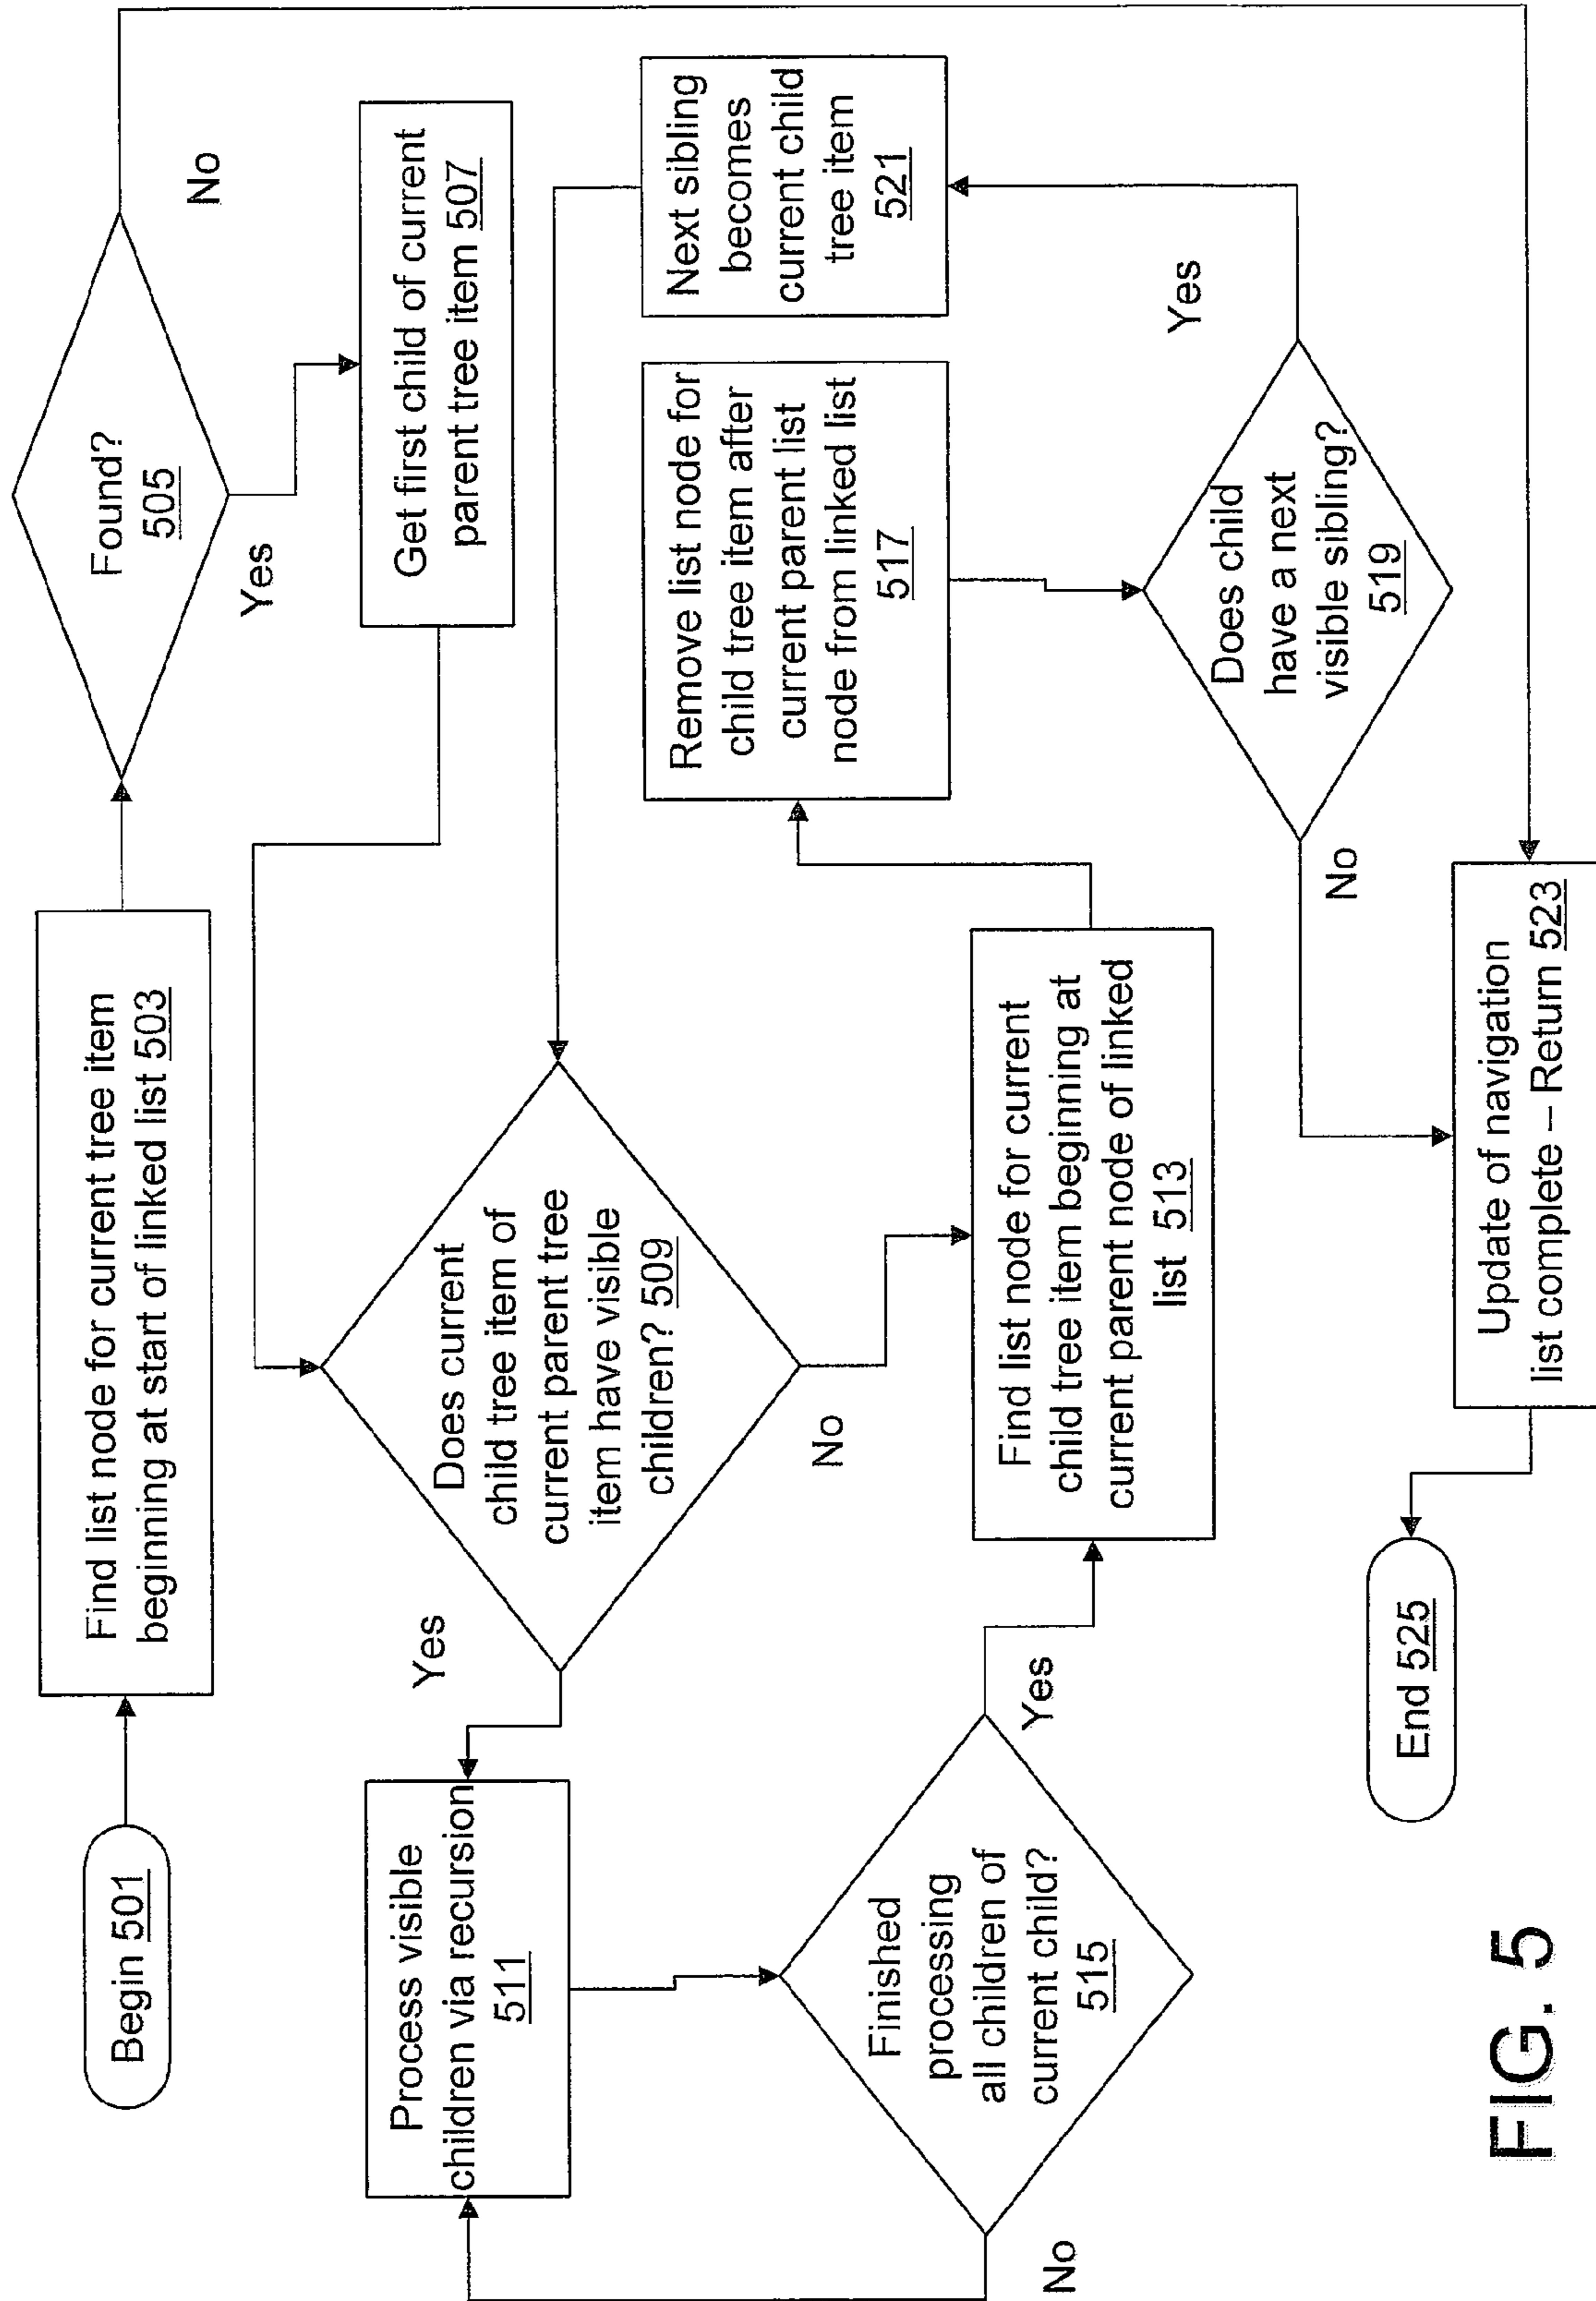 Begin 501
Find list node for current tree item
beginning at start of linked list 503
Found?
505
No
Yes
Get first child of current
parent tree item 507
Does current
child tree item of
current parent tree
item have visible
children? 509
Yes
No
Process visible
children via recursion
511
Finished
processing
all children of
current child?
515
Yes
No
Find list node for current
child tree item beginning at
current parent node of linked
list 513
Remove list node for
child tree item after
current parent list
node from linked list
517
Does child
have a next
visible sibling?
519
Yes
No
Next sibling
becomes
current child
tree item
521
Update of navigation
list complete – Return 523
End 525
FIG. 5